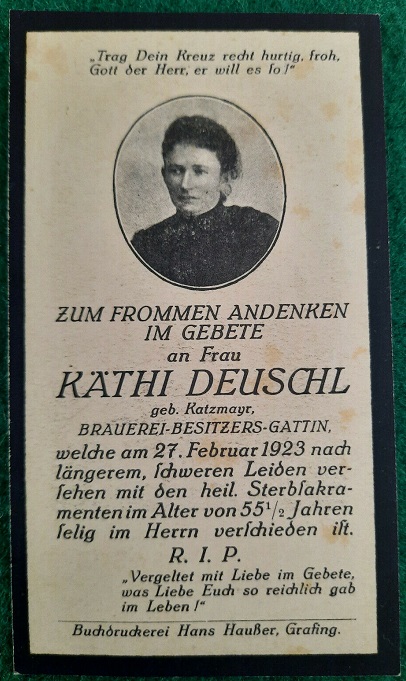 „Trag Dein Kreuz recht hurtig, froh,
Gott der Herr, er will es so!"
ZUM FROMMEN ANDENKEN
IM GEBETE
an Frau
KÄTHI DEUSCHL
geb. Katzmayr,
BRAUEREI-BESITZERS-GATTIN,
welche am 27. Februar 1923 nach
längerem, schweren Leiden ver-
sehen mit den heil. Sterbsakra-
menten im Alter von 55 1/2 Jahren
selig im Herrn verschieden ist.
R. I. P.
„Vergeltet mit Liebe im Gebete,
was Liebe Euch so reichlich gab
im Leben!"
Buchdruckerei Hans Haußer, Grafing.